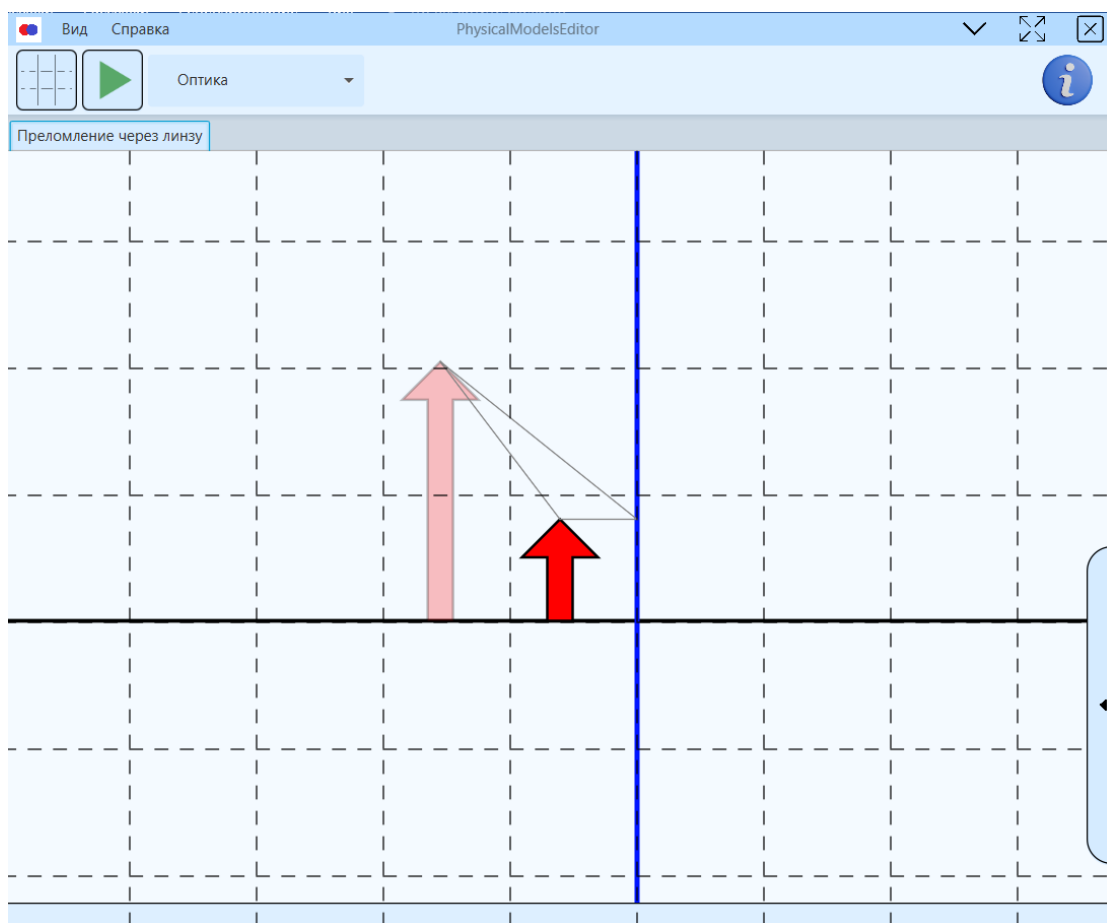 Вид Справка PhysicalModelsEditor
Оптика
Преломление через линзу